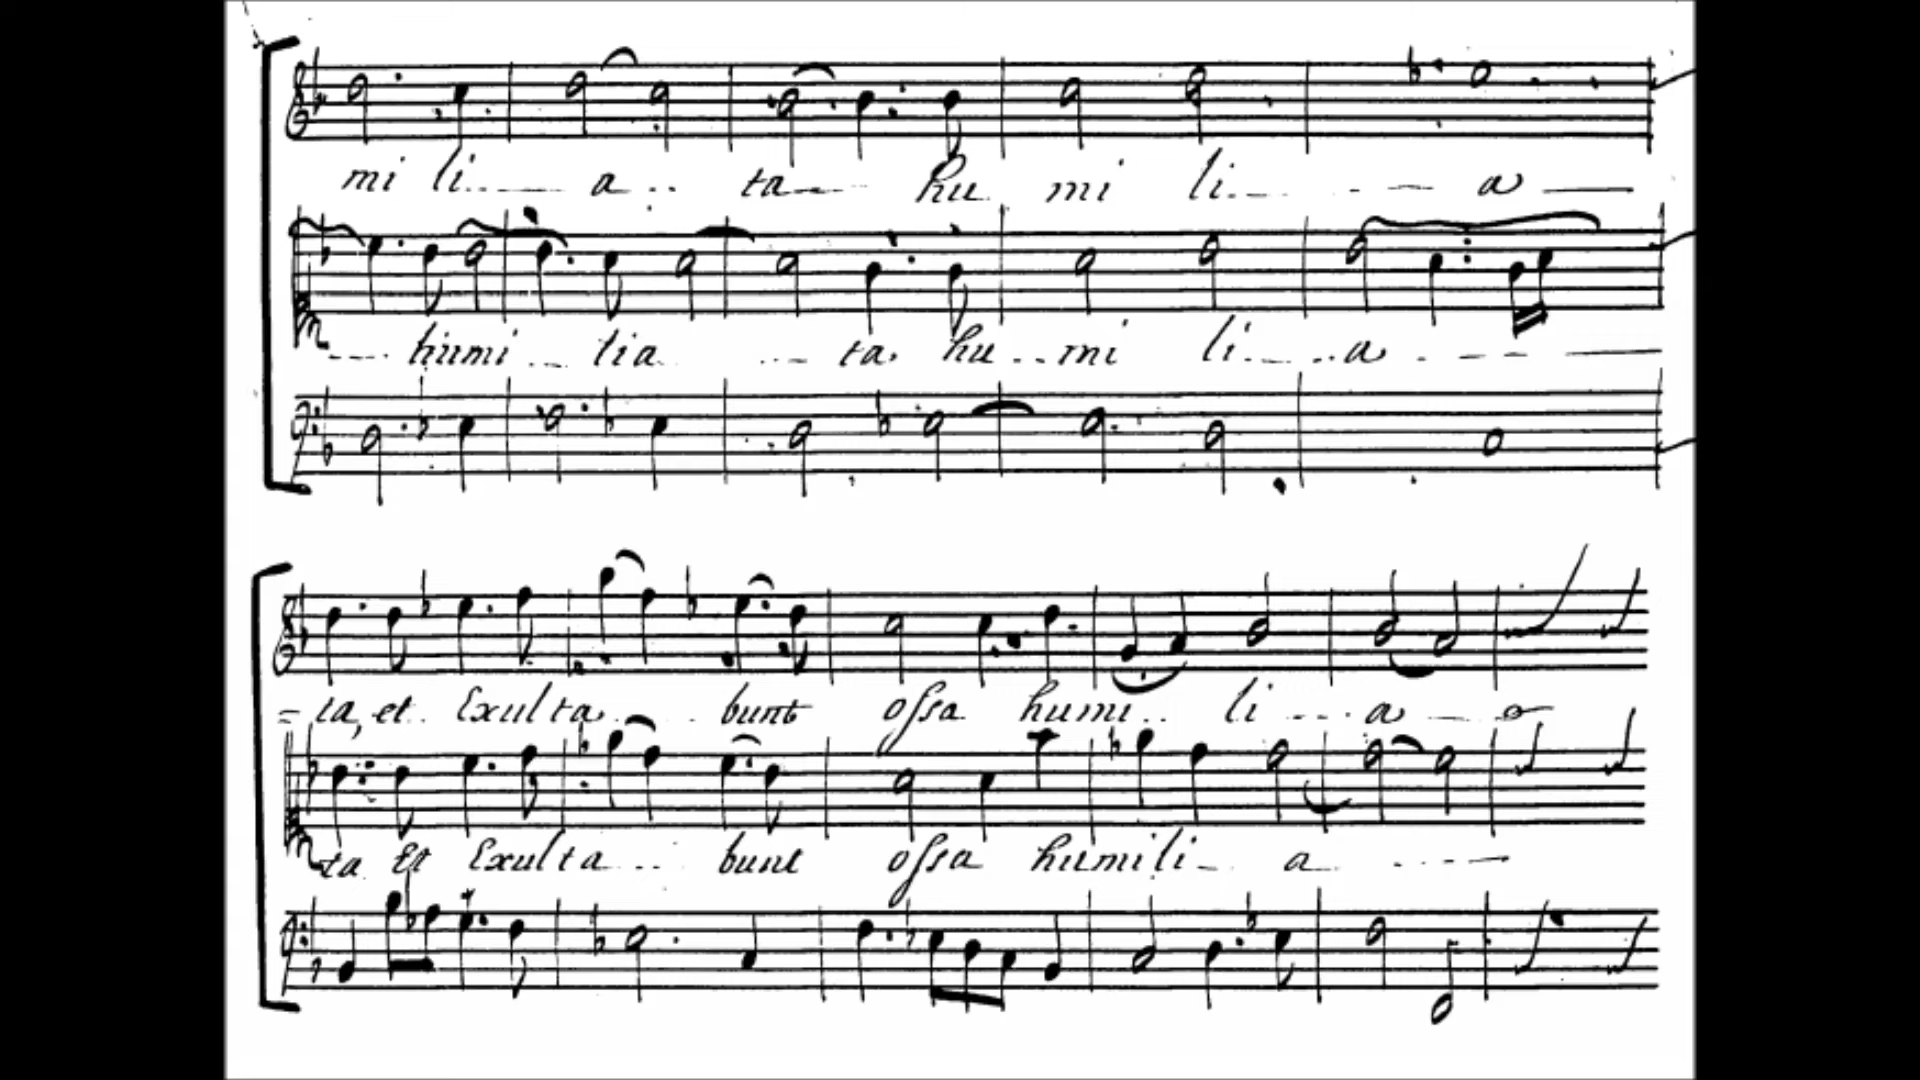 mi li.. — a .. ta — hu mi li. - - - - — a —
- - - . humi .. - lia .. - ta. hu . . . mi li. - . . a . - - - —
= ta, et .. Exulta . . bunt ossa humi . . li - - - a - o -
ta Et Exulta . . . bunt ossa humili - a - . - - - —